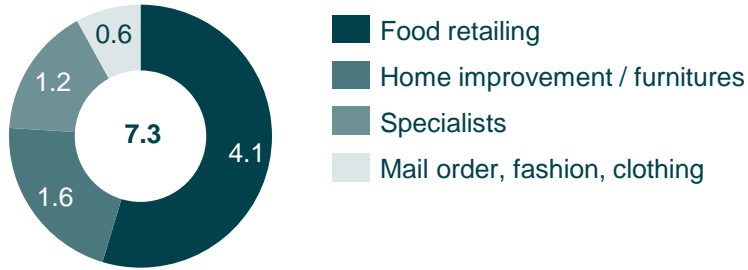 0.6
1.2
7.3
4.1
1.6
Food retailing
Home improvement / furnitures
Specialists
Mail order, fashion, clothing